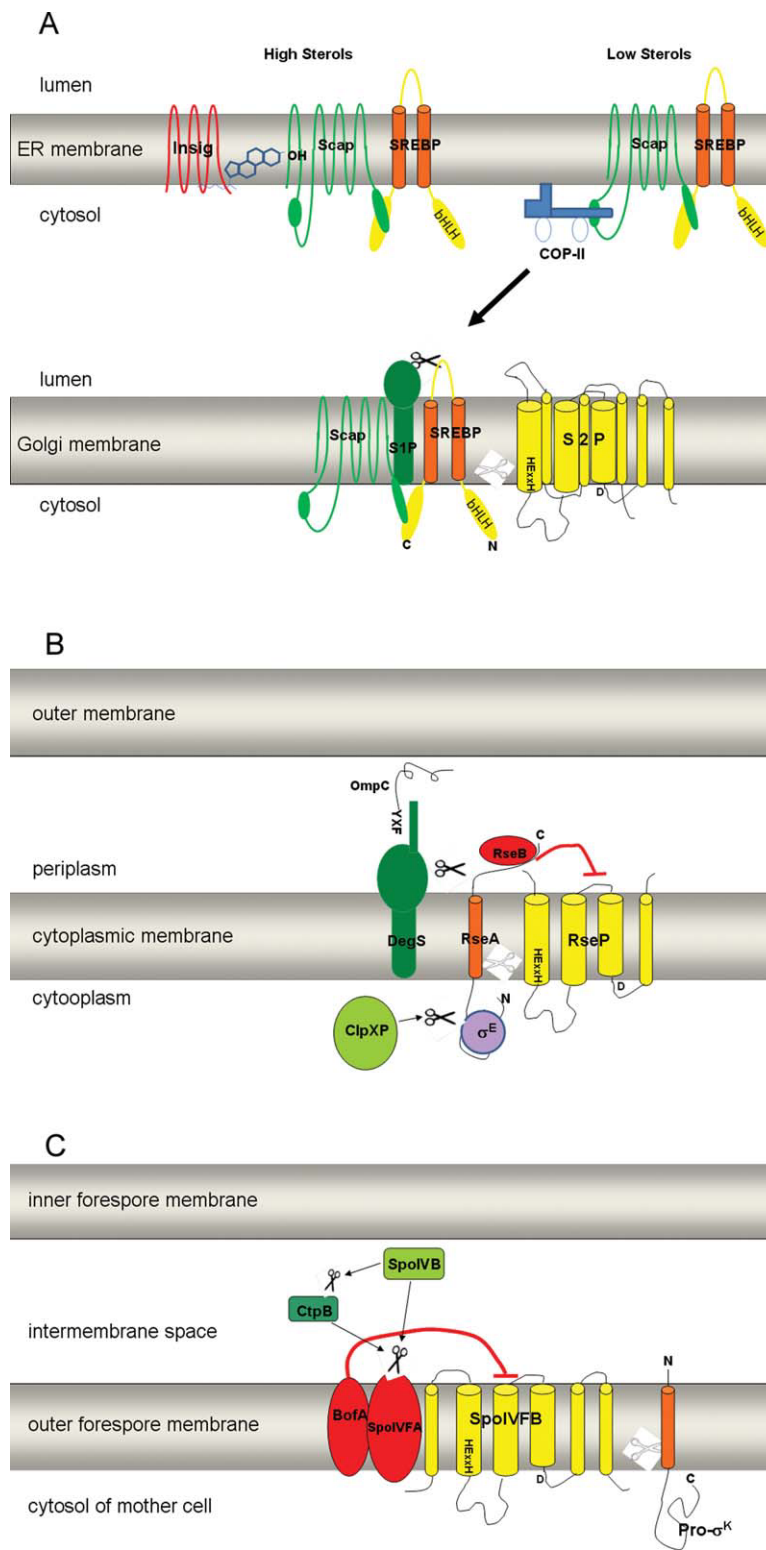 A
High Sterols
Low Sterols
lumen
ER membrane
Insig
OH
Scap
SREBP
Scap
SREBP
cytosol
bHLH
bHLH
COP-II
lumen
Golgi membrane
Scap
S1P
SREBP
S 2 P
HExxH
D
cytosol
bHLH
C
N
B
outer membrane
OmpC
YXF
periplasm
RseB
C
cytoplasmic membrane
DegS
RseA
RseP
HExxH
D
cytooplasm
N
ClpXP
σE
C
inner forespore membrane
SpoIVB
CtpB
intermembrane space
N
outer forespore membrane
BofA
SpoIVFA
SpoIVFB
HExxH
D
C
cytosol of mother cell
Pro-σK